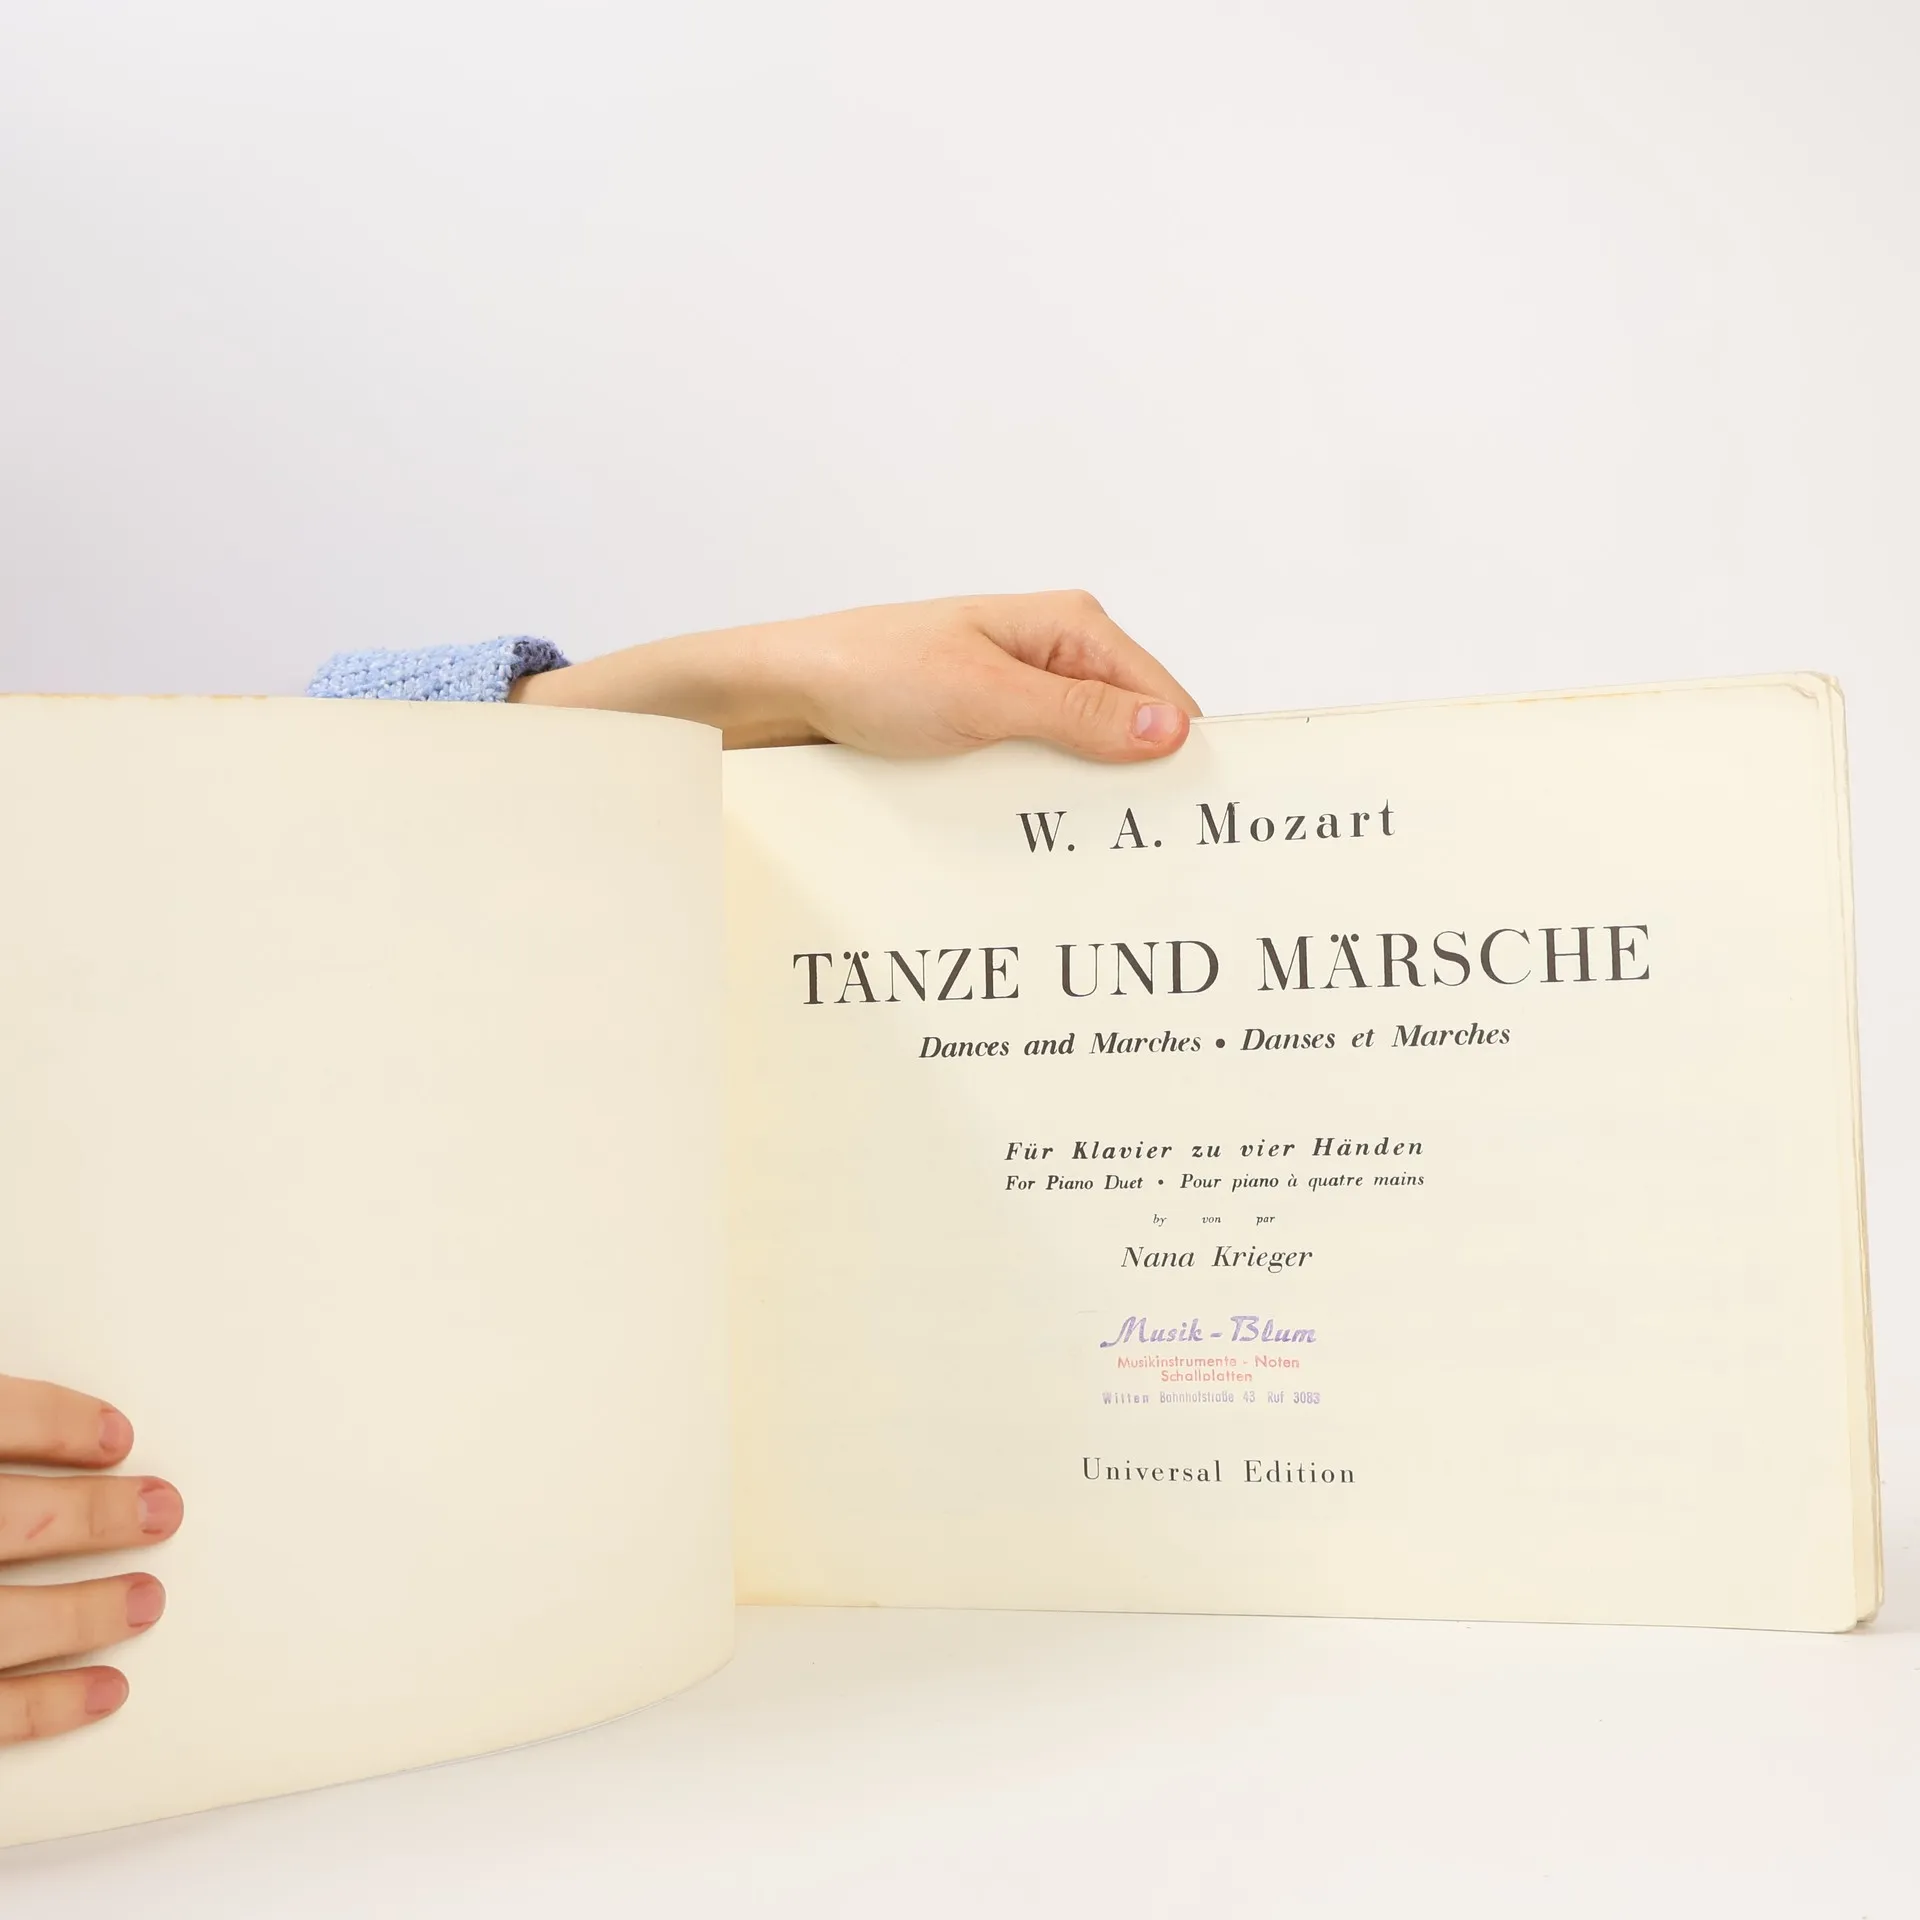 W. A. Mozart
TÄNZE UND MÄRSCHE
Dances and Marches • Danses et Marches
Für Klavier zu vier Händen
For Piano Duet • Pour piano à quatre mains
by von par
Nana Krieger
Musik - Blum
Musikinstrumente - Noten
Schallplatten
Witten Bahnhofstraße 43 Ruf 3083
Universal Edition